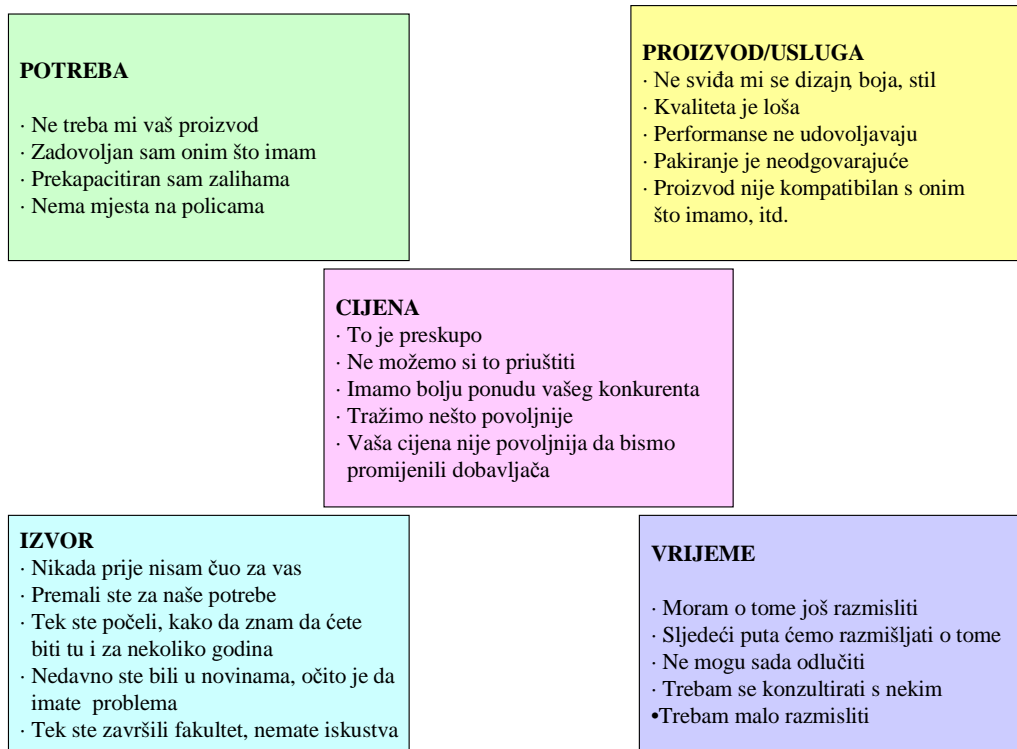 POTREBA
· Ne treba mi vaš proizvod
· Zadovoljan sam onim što imam
· Prekapacitiran sam zalihama
· Nema mjesta na policama
PROIZVOD/USLUGA
· Ne sviđa mi se dizajn, boja, stil
· Kvaliteta je loša
· Performanse ne udovoljavaju
· Pakiranje je neodgovarajuće
· Proizvod nije kompatibilan s onim
što imamo, itd.
CIJENA
· To je preskupo
· Ne možemo si to priuštiti
· Imamo bolju ponudu vašeg konkurenta
· Tražimo nešto povoljnije
· Vaša cijena nije povoljnija da bismo
promijenili dobavljača
IZVOR
· Nikada prije nisam čuo za vas
· Premali ste za naše potrebe
· Tek ste počeli, kako da znam da ćete
biti tu i za nekoliko godina
· Nedavno ste bili u novinama, očito je da
imate  problema
· Tek ste završili fakultet, nemate iskustva
VRIJEME
· Moram o tome još razmisliti
· Sljedeći puta ćemo razmišljati o tome
· Ne mogu sada odlučiti
· Trebam se konzultirati s nekim
•Trebam malo razmisliti